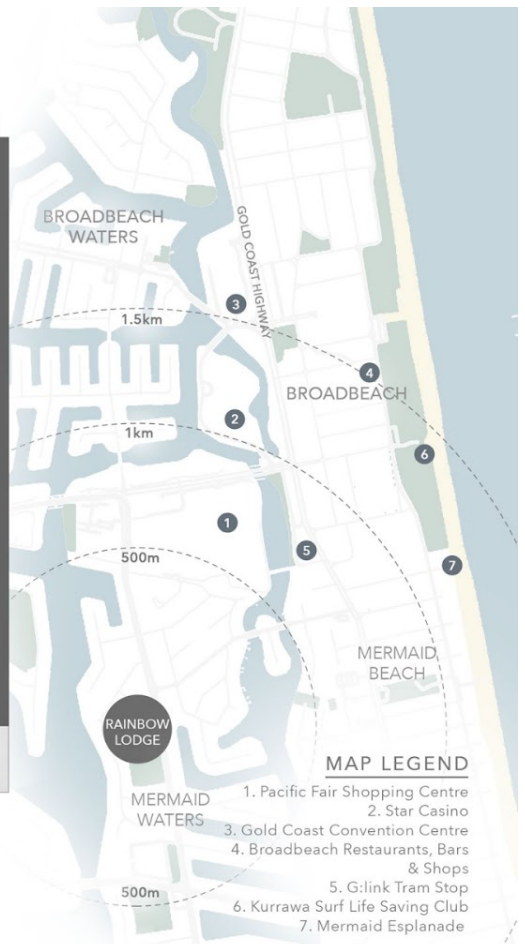 BROADBEACH
WATERS
GOLD COAST HIGHWAY
3
1.5km
4
BROADBEACH
2
1km
6
1
5
500m
7
MERMAID
BEACH
RAINBOW
LODGE
MAP LEGEND
1. Pacific Fair Shopping Centre
MERMAID
WATERS
2. Star Casino
3. Gold Coast Convention Centre
4. Broadbeach Restaurants, Bars
& Shops
5. G:link Tram Stop
500m
6. Kurrawa Surf Life Saving Club
7. Mermaid Esplanade